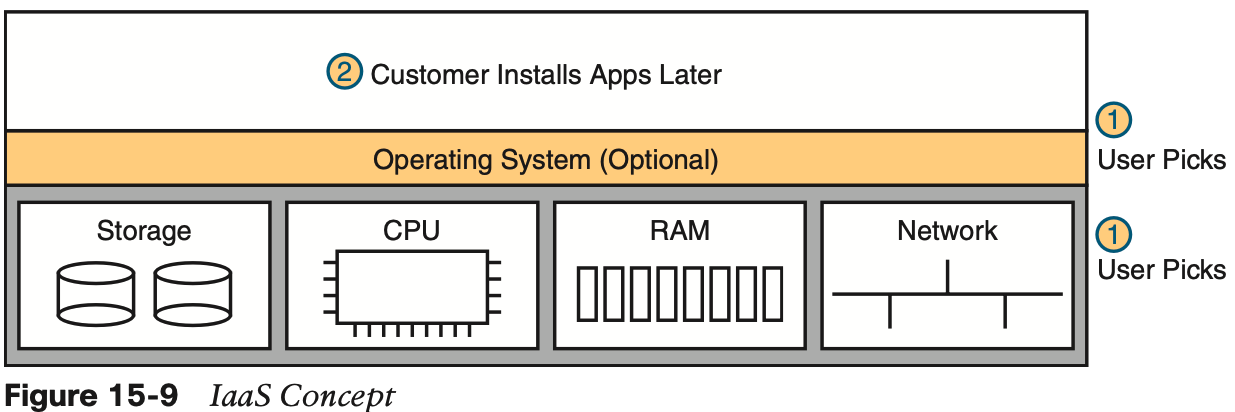 2 Customer Installs Apps Later
1
Operating System (Optional)
User Picks
Storage
CPU
RAM
Network
1
User Picks
Figure 15-9 IaaS Concept